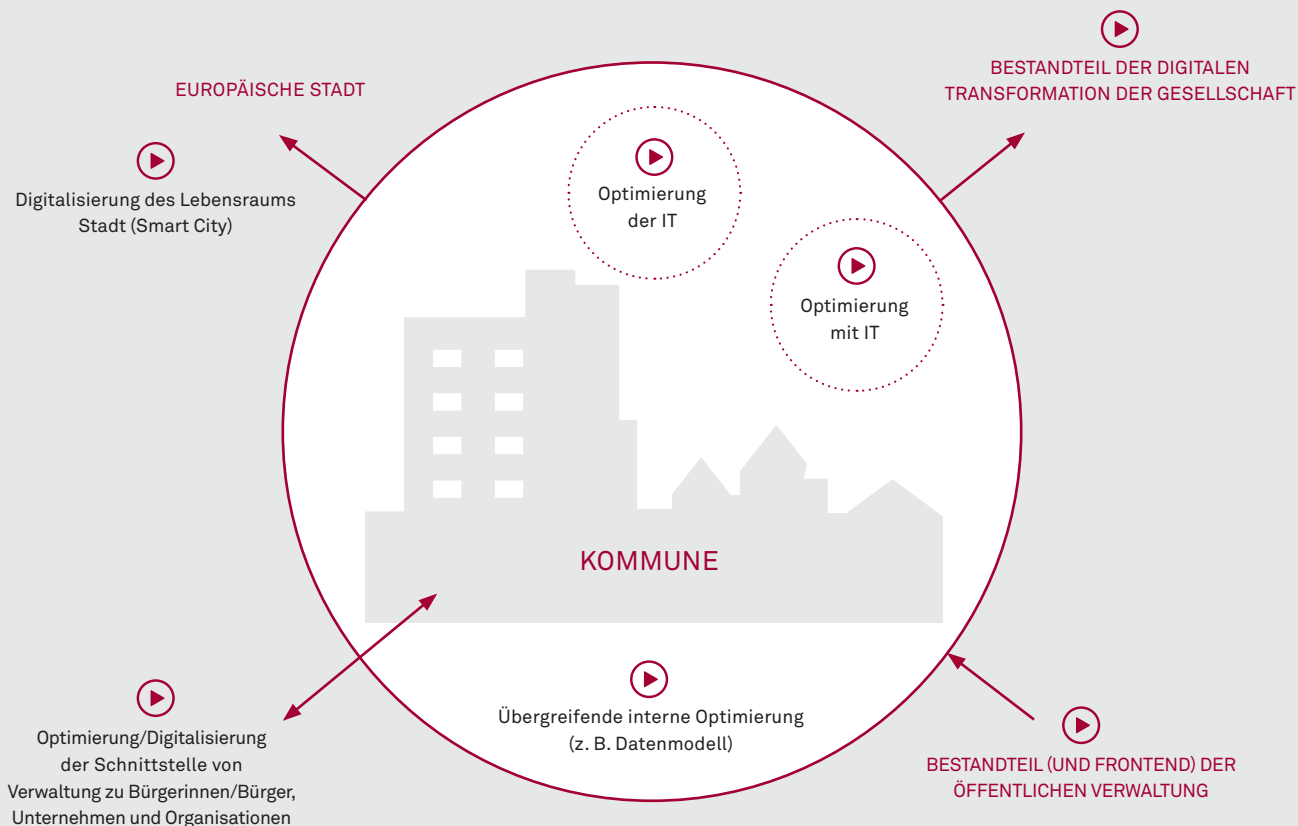 BESTANDTEIL DER DIGITALEN
TRANSFORMATION DER GESELLSCHAFT
EUROPÄISCHE STADT
Digitalisierung des Lebensraums
Stadt (Smart City)
Optimierung
der IT
Optimierung
mit IT
KOMMUNE
Übergreifende interne Optimierung
(z. B. Datenmodell)
Optimierung/Digitalisierung
der Schnittstelle von
Verwaltung zu Bürgerinnen/Bürger,
Unternehmen und Organisationen
BESTANDTEIL (UND FRONTEND) DER
ÖFFENTLICHEN VERWALTUNG